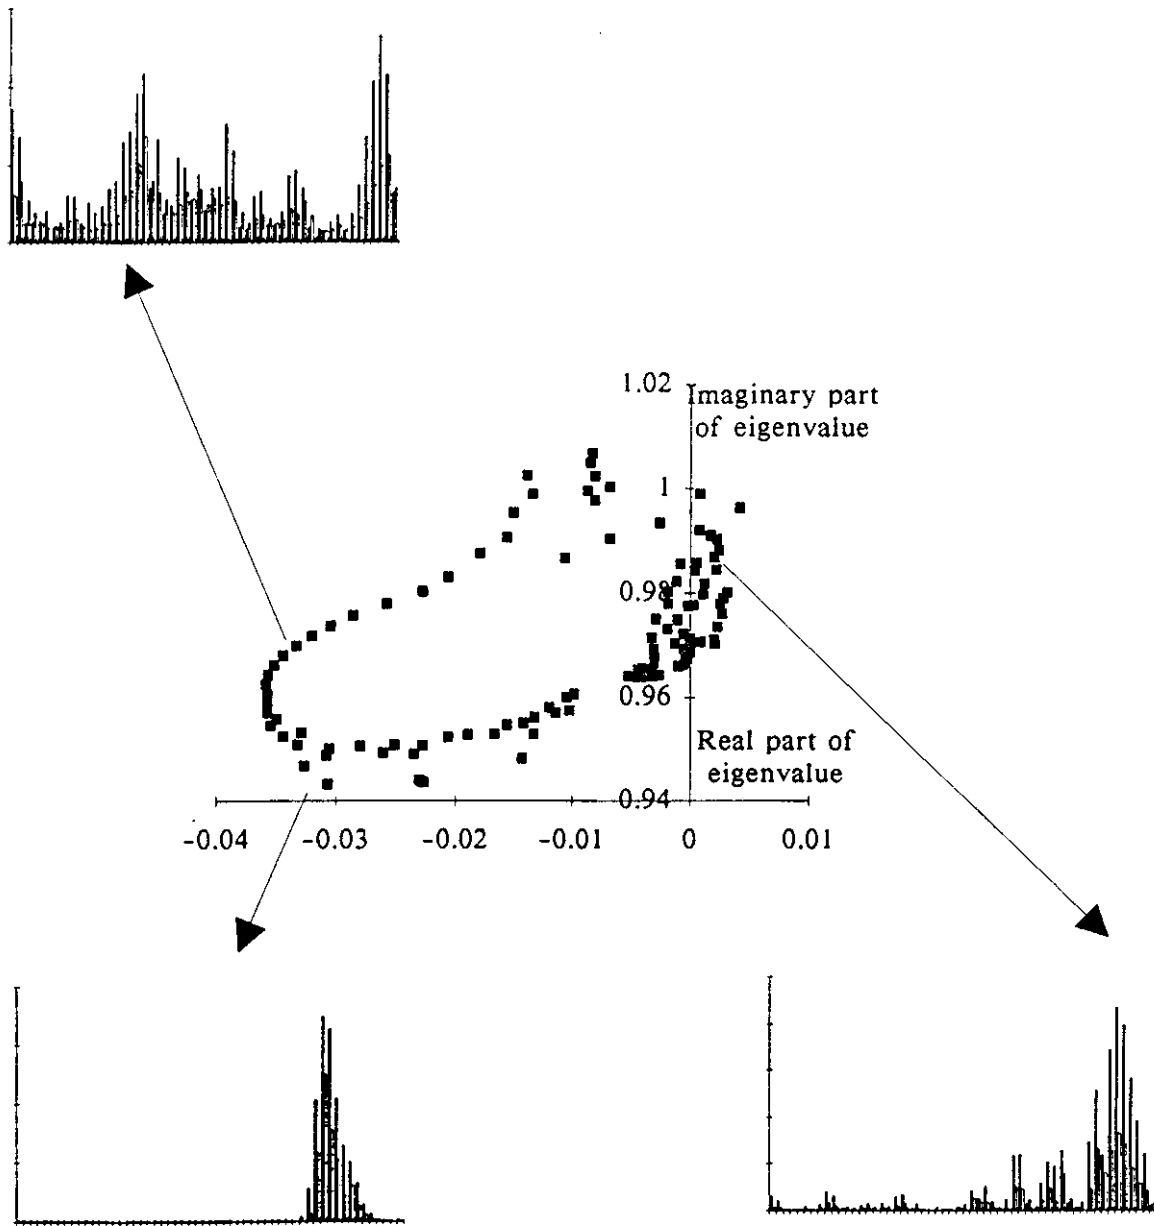 1.02
Imaginary part
of eigenvalue
1
0.98
0.96
Real part of
eigenvalue
0.94
-0.04
-0.03
-0.02
-0.01
0
0.01